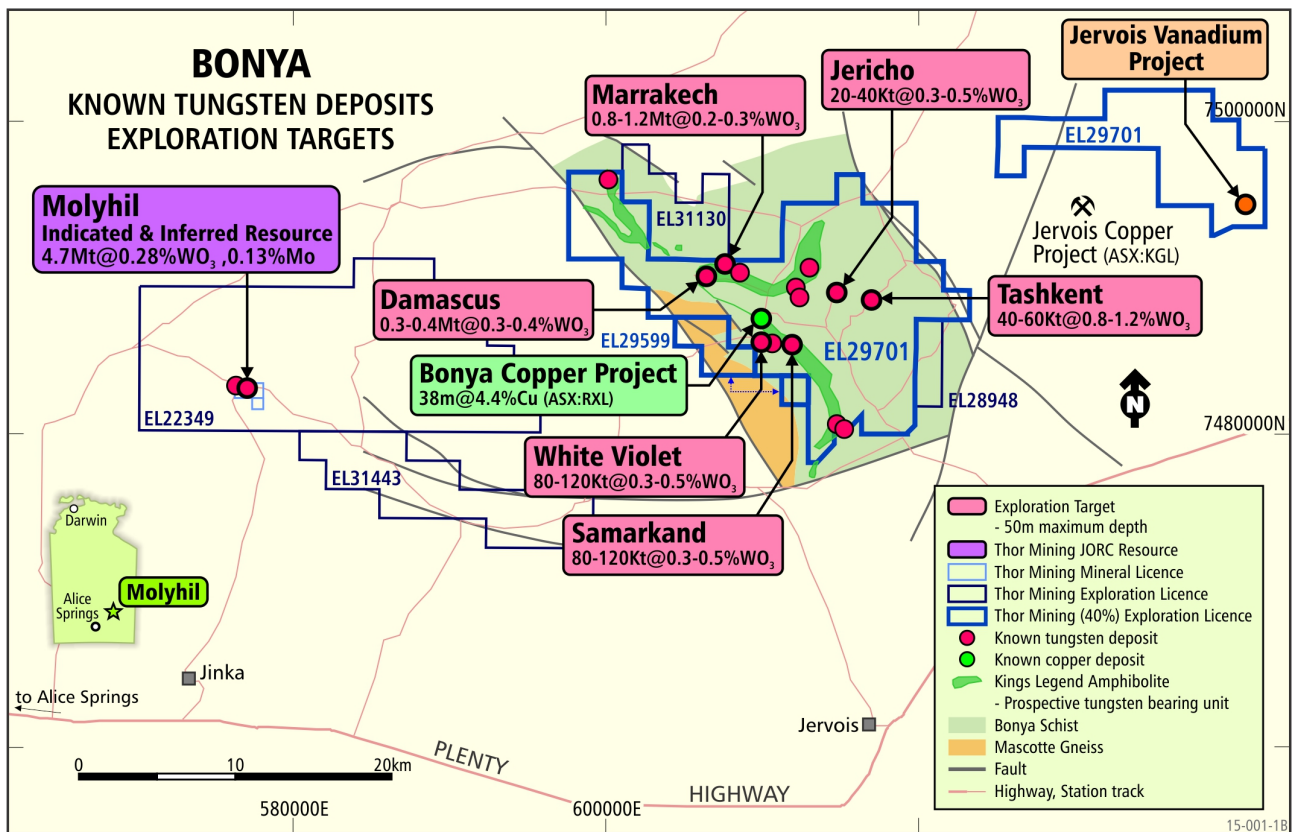 BONYA
KNOWN TUNGSTEN DEPOSITS
EXPLORATION TARGETS
Jervois Vanadium
Project
Jericho
20-40Kt@0.3-0.5%WO₃
Marrakech
0.8-1.2Mt@0.2-0.3%WO₃
7500000N
EL29701
Molyhil
Indicated & Inferred Resource
4.7Mt@0.28%WO₃ ,0.13%Mo
EL31130
Jervois Copper
Project (ASX:KGL)
Damascus
0.3-0.4Mt@0.3-0.4%WO₃
Tashkent
40-60Kt@0.8-1.2%WO₃
EL29599
EL29701
Bonya Copper Project
38m@4.4%Cu (ASX:RXL)
EL28948
N
EL22349
7480000N
White Violet
80-120Kt@0.3-0.5%WO₃
EL31443
Samarkand
80-120Kt@0.3-0.5%WO₃
Darwin
Alice
Springs
Molyhil
Exploration Target
- 50m maximum depth
Thor Mining JORC Resource
Thor Mining Mineral Licence
Thor Mining Exploration Licence
Thor Mining (40%) Exploration Licence
Known tungsten deposit
Known copper deposit
Kings Legend Amphibolite
- Prospective tungsten bearing unit
Bonya Schist
Mascotte Gneiss
Fault
Highway, Station track
Jinka
to Alice Springs
Jervois
PLENTY
HIGHWAY
0 10 20km
580000E
600000E
15-001-1B